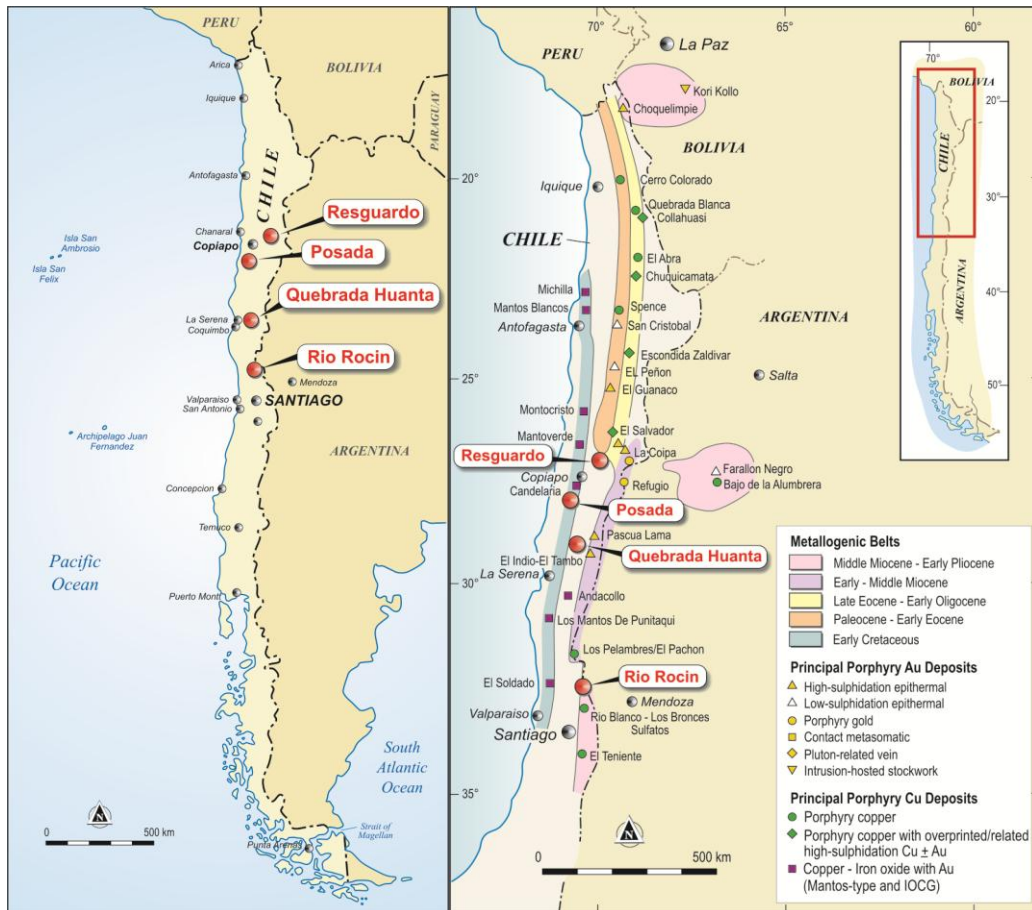 PERU
BOLIVIA
PARAGUAY
Arica
Iquique
Antofagasta
CHILE
Chanaral
Copiapo
Resguardo
Posada
Isla San
Ambrosio
Isla San
Felix
Quebrada Huanta
La Serena
Coquimbo
Rio Rocin
Mendoza
Valparaiso
San Antonio
SANTIAGO
Archipelago Juan
Fernandez
ARGENTINA
Concepcion
Temuco
Pacific
Ocean
Puerto Montt
South
Atlantic
Ocean
Strait of
Magellan
Punta Arenas
N
0 500 km
70° 65° 60°
La Paz
PERU
Kori Kollo
Choquelimpie
BOLIVIA
20°
Iquique
Cerro Colorado
Quebrada Blanca
Collahuasi
CHILE
El Abra
Chuquicamata
Michilla
Mantos Blancos
Spence
Antofagasta
San Cristobal
ARGENTINA
Escondida Zaldivar
25°
EL Peñon
El Guanaco
Salta
Montocristo
Mantoverde
El Salvador
La Coipa
Resguardo
Copiapo
Candelaria
Refugio
Farallon Negro
Bajo de la Alumbrera
Posada
Pascua Lama
Quebrada Huanta
El Indio-El Tambo
30°
La Serena
Andacollo
Los Mantos De Punitaqui
Los Pelambres/El Pachon
El Soldado
Rio Rocin
Mendoza
Valparaiso
Rio Blanco - Los Bronces
Sulfatos
Santiago
El Teniente
35°
N
0 500 km
70°
BOLIVIA
20°
CHILE
30°
ARGENTINA
40°
50°
Metallogenic Belts
Middle Miocene - Early Pliocene
Early - Middle Miocene
Late Eocene - Early Oligocene
Paleocene - Early Eocene
Early Cretaceous
Principal Porphyry Au Deposits
High-sulphidation epithermal
Low-sulphidation epithermal
Porphyry gold
Contact metasomatic
Pluton-related vein
Intrusion-hosted stockwork
Principal Porphyry Cu Deposits
Porphyry copper
Porphyry copper with overprinted/related
high-sulphidation Cu ± Au
Copper - Iron oxide with Au
(Mantos-type and IOCG)